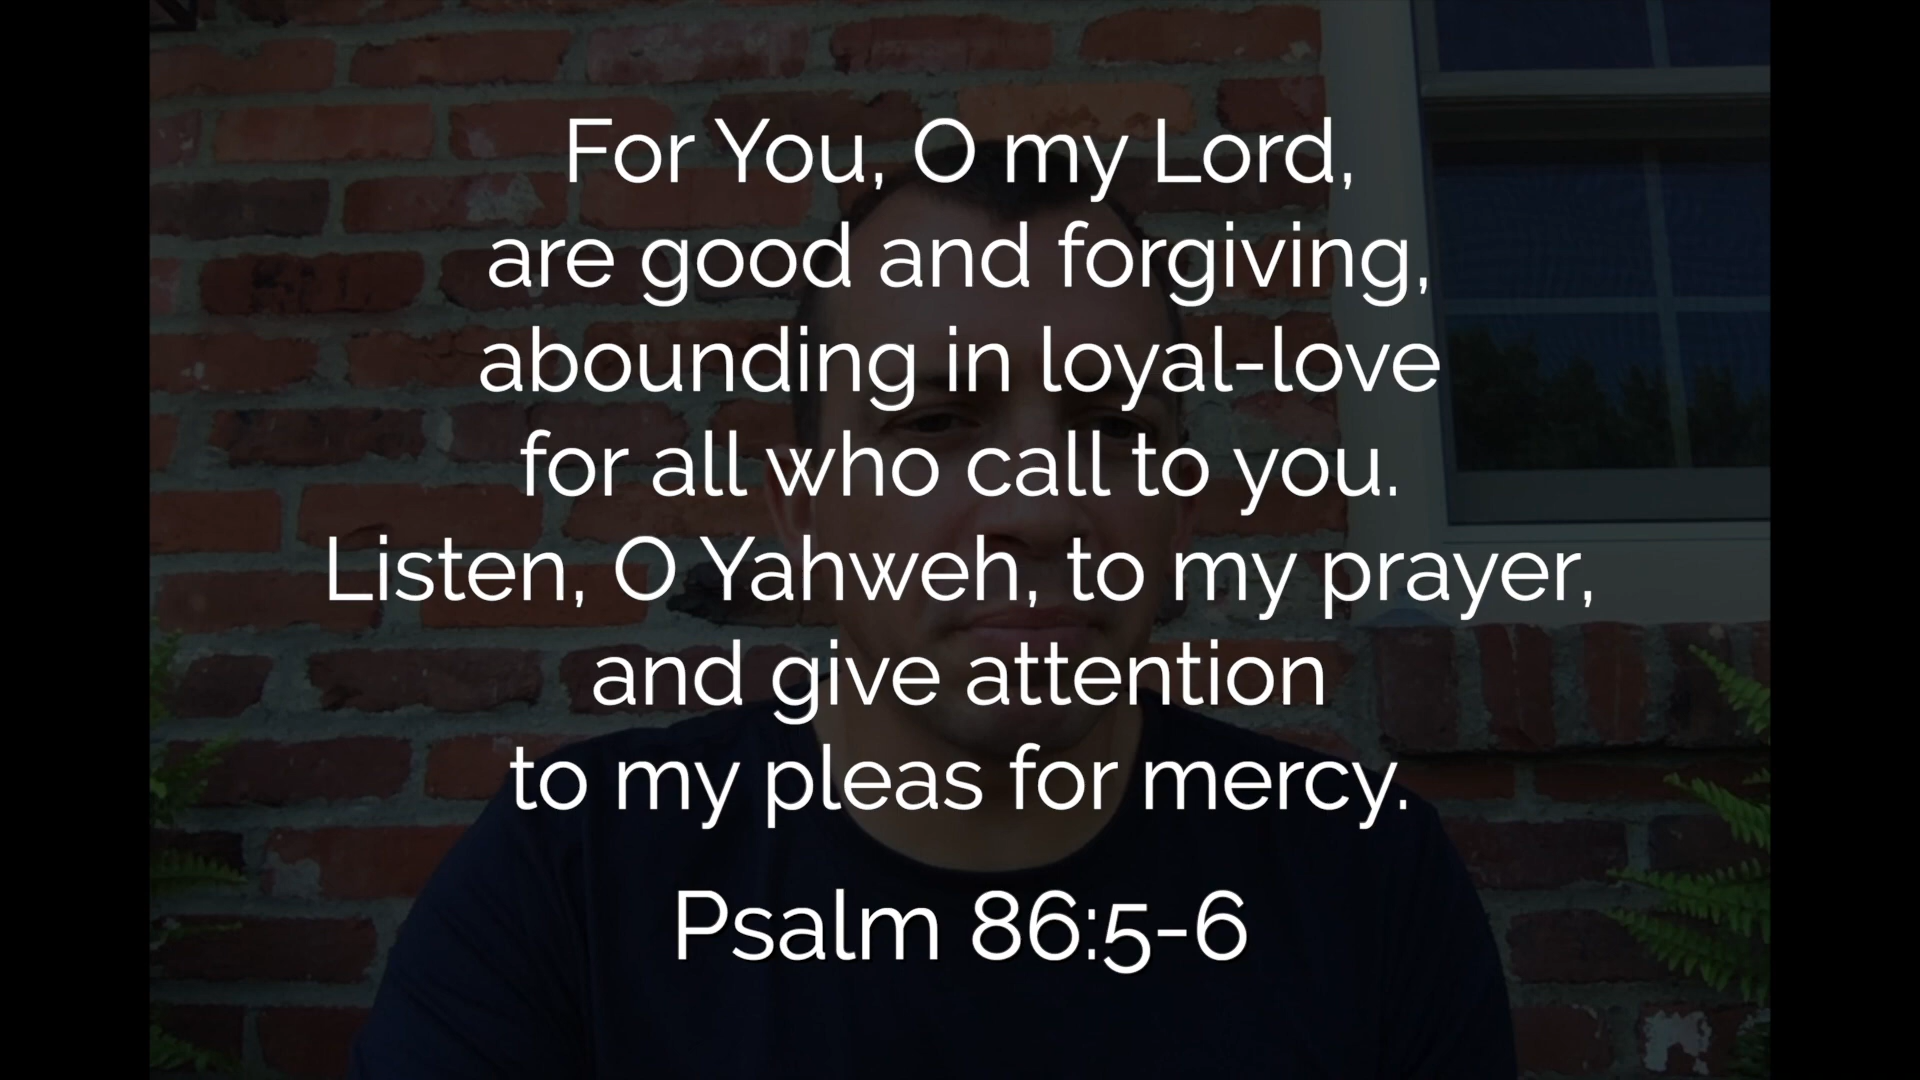 For You, O my Lord,
are good and forgiving,
abounding in loyal-love
for all who call to you.
Listen, O Yahweh, to my prayer,
and give attention
to my pleas for mercy.
Psalm 86:5-6